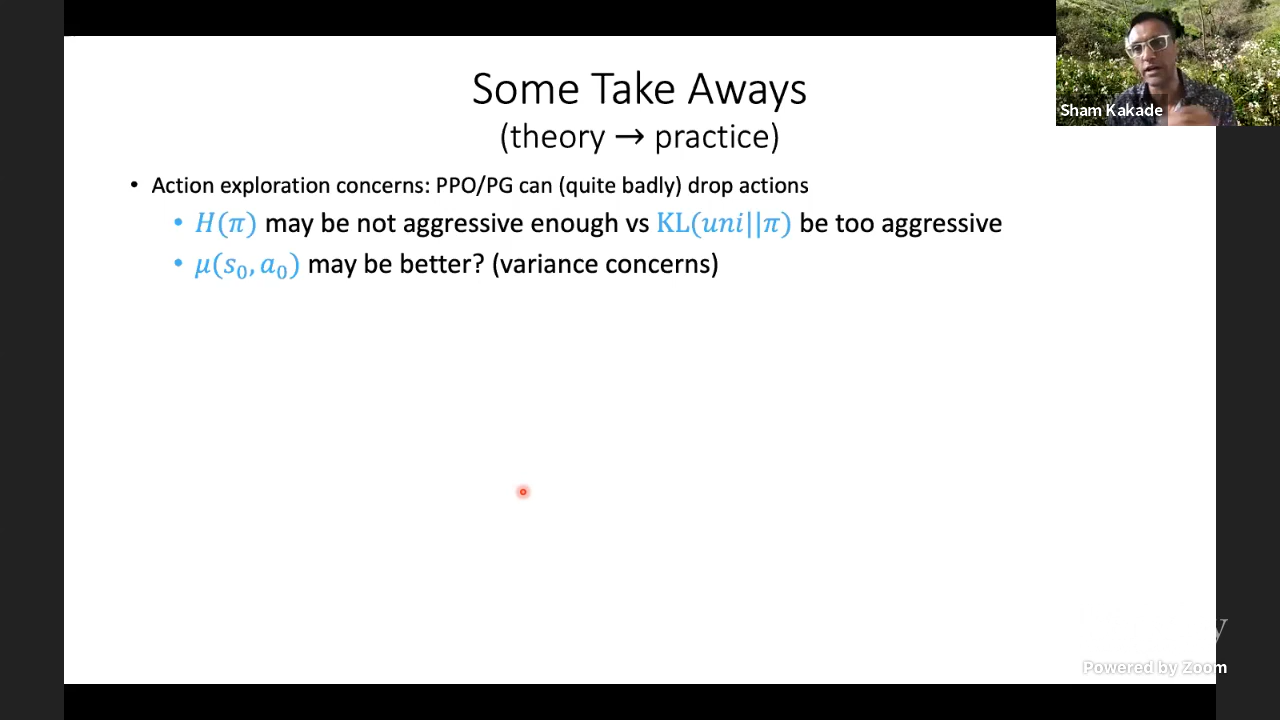 Some Take Aways
(theory → practice)
Sham Kakade
• Action exploration concerns: PPO/PG can (quite badly) drop actions
• H(π) may be not aggressive enough vs KL(uni||π) be too aggressive
• μ(s₀, a₀) may be better? (variance concerns)
y
Powered by Zoom